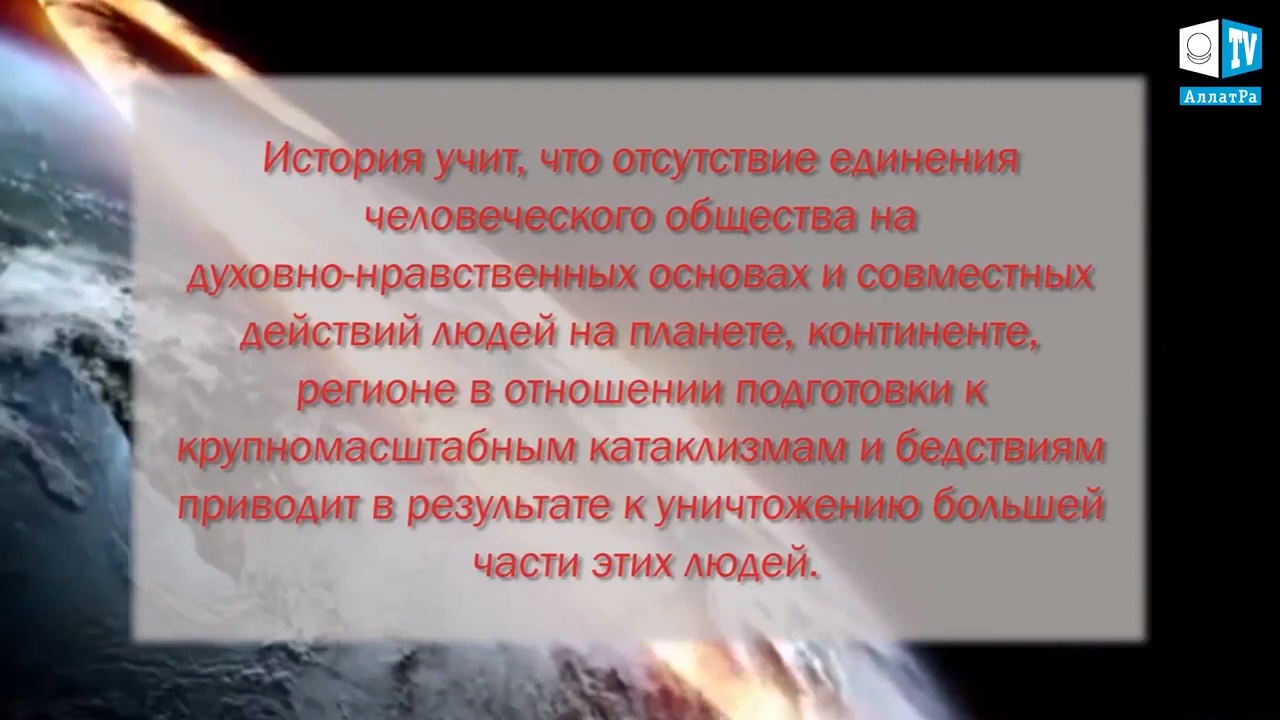 TV
АллатРа
История учит, что отсутствие единения
человеческого общества на
духовно-нравственных основах и совместных
действий людей на планете, континенте,
регионе в отношении подготовки к
крупномасштабным катаклизмам и бедствиям
приводит в результате к уничтожению большей
части этих людей.